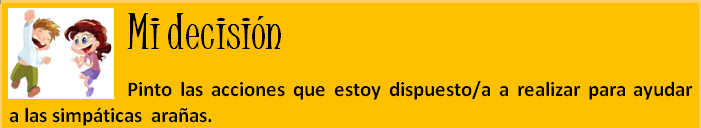 Mi decisión
Pinto las acciones que estoy dispuesto/a a realizar para ayudar
a las simpáticas arañas.